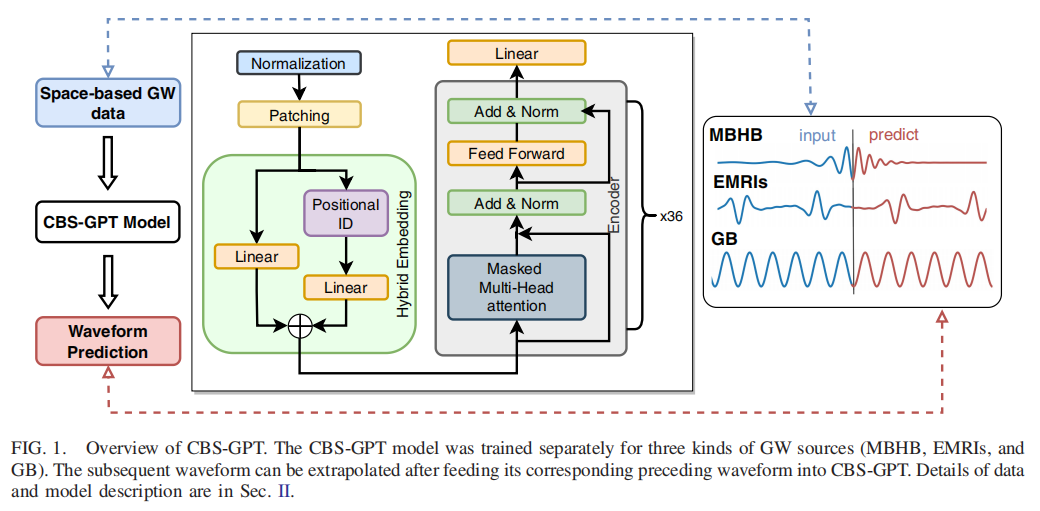 Space-based GW
data
CBS-GPT Model
Waveform
Prediction
Normalization
Patching
Positional
ID
Linear
Linear
Hybrid Embedding
Linear
Add & Norm
Feed Forward
Add & Norm
Masked
Multi-Head
attention
Encoder
x36
MBHB
input
predict
EMRIs
GB
FIG. 1. Overview of CBS-GPT. The CBS-GPT model was trained separately for three kinds of GW sources (MBHB, EMRIs, and
GB). The subsequent waveform can be extrapolated after feeding its corresponding preceding waveform into CBS-GPT. Details of data
and model description are in Sec. II.